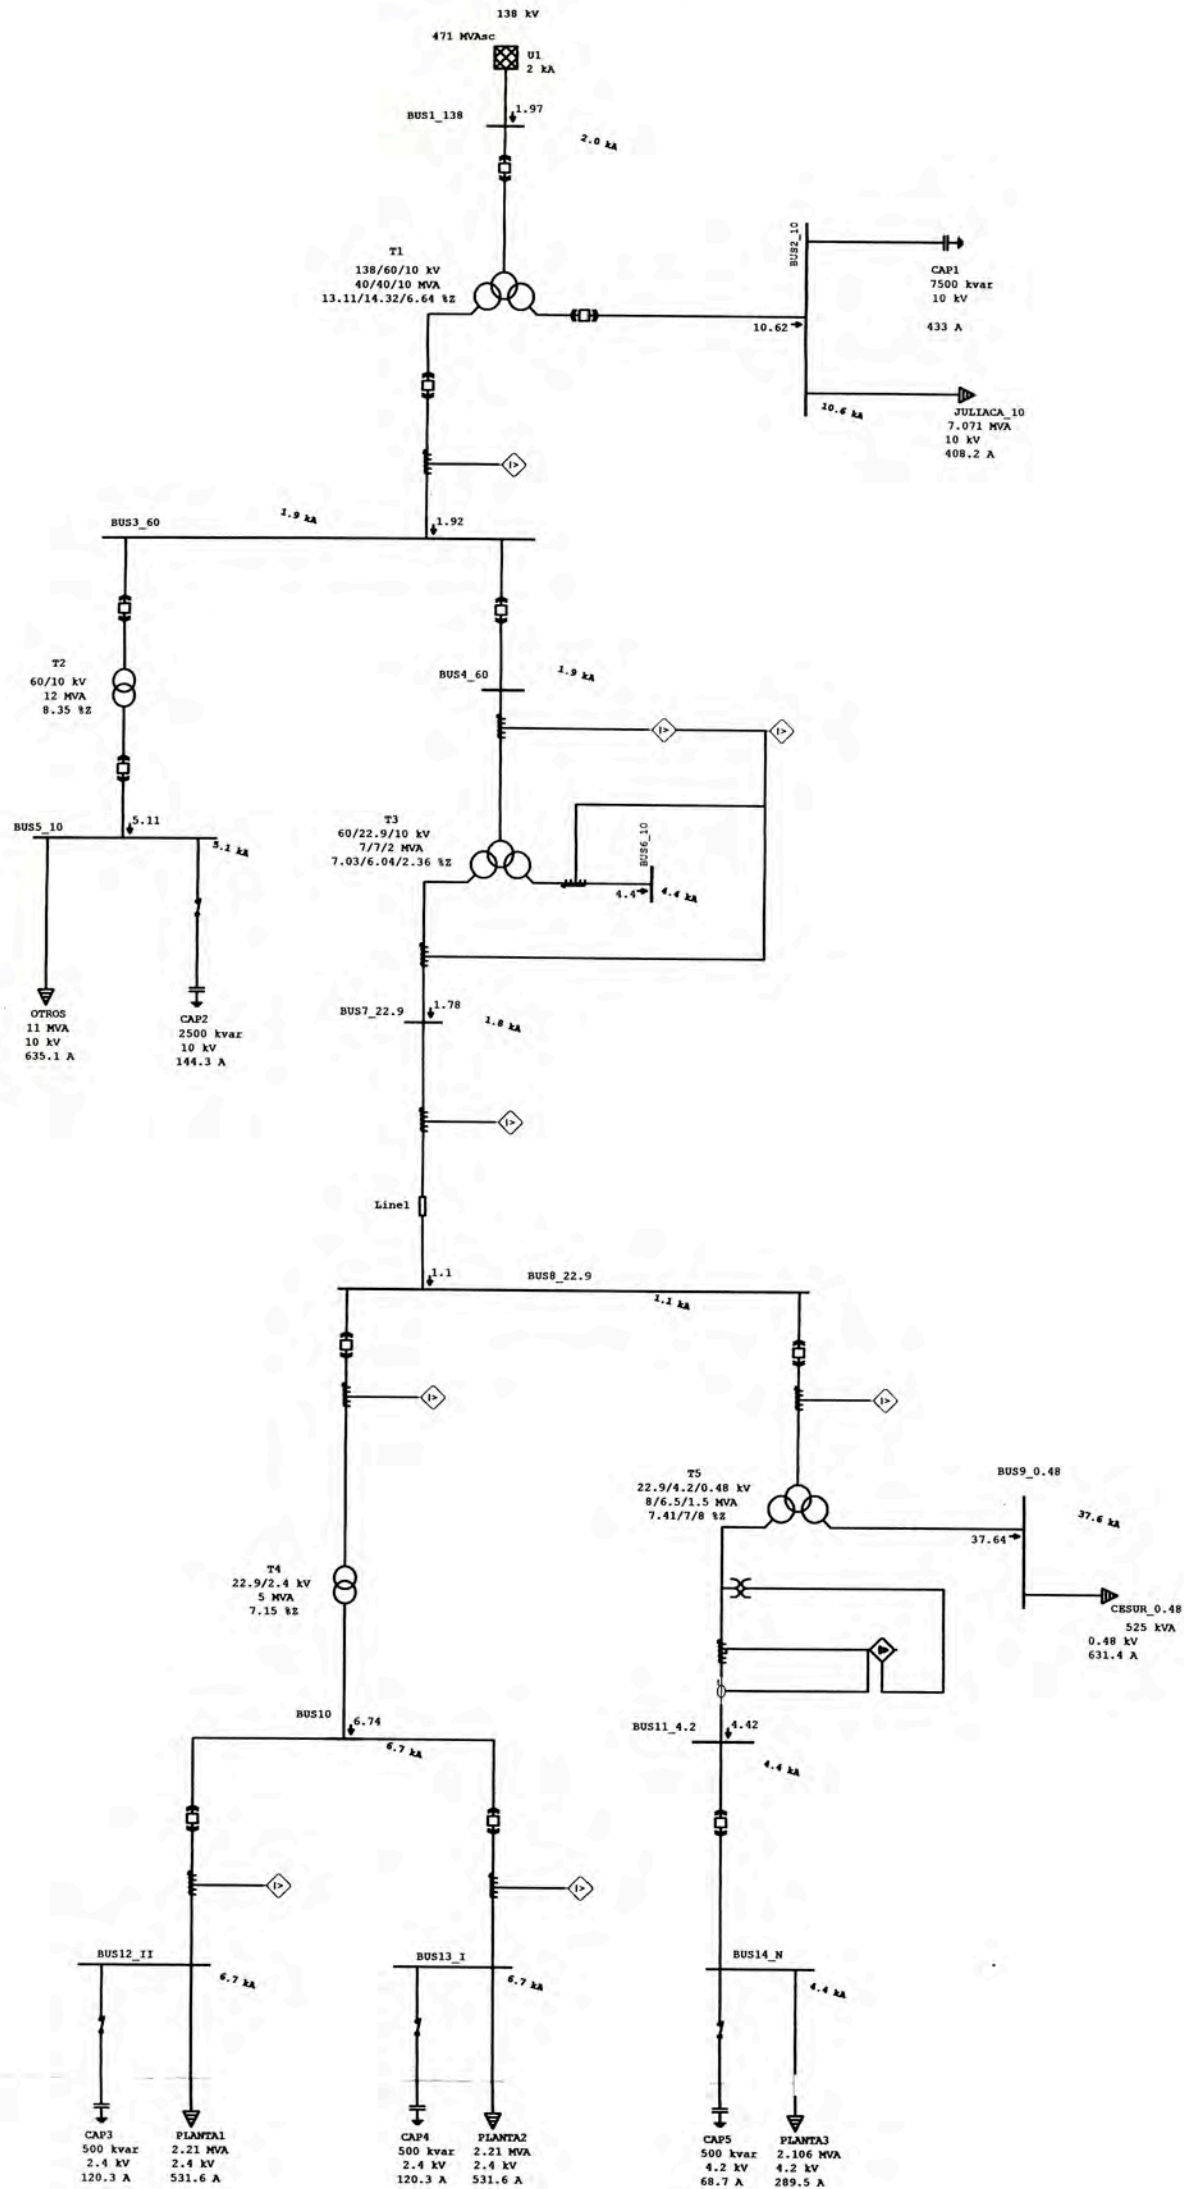 138 kV
471 MVAsc
U1
2 kA
1.97
BUS1_138
2.0 kA
T1
138/60/10 kV
40/40/10 MVA
13.11/14.32/6.64 %Z
BUS2_10
CAP1
7500 kvar
10 kV
433 A
10.62
10.6 kA
JULIACA_10
7.071 MVA
10 kV
408.2 A
I>
1.9 kA
BUS3_60
1.92
T2
60/10 kV
12 MVA
8.35 %Z
BUS4_60
1.9 kA
I>
I>
5.11
BUS5_10
5.1 kA
T3
60/22.9/10 kV
7/7/2 MVA
7.03/6.04/2.36 %Z
BUS6_10
4.4
4.4 kA
OTROS
11 MVA
10 kV
635.1 A
CAP2
2500 kvar
10 kV
144.3 A
1.78
BUS7_22.9
1.8 kA
I>
Line1
1.1
BUS8_22.9
1.1 kA
I>
I>
T5
22.9/4.2/0.48 kV
8/6.5/1.5 MVA
7.41/7/8 %Z
BUS9_0.48
37.6 kA
37.64
T4
22.9/2.4 kV
5 MVA
7.15 %Z
CESUR_0.48
525 kVA
0.48 kV
631.4 A
BUS10
6.74
6.7 kA
BUS11_4.2
4.42
4.4 kA
I>
I>
BUS12_II
6.7 kA
BUS13_I
6.7 kA
BUS14_N
4.4 kA
CAP3
500 kvar
2.4 kV
120.3 A
PLANTA1
2.21 MVA
2.4 kV
531.6 A
CAP4
500 kvar
2.4 kV
120.3 A
PLANTA2
2.21 MVA
2.4 kV
531.6 A
CAP5
500 kvar
4.2 kV
68.7 A
PLANTA3
2.106 MVA
4.2 kV
289.5 A